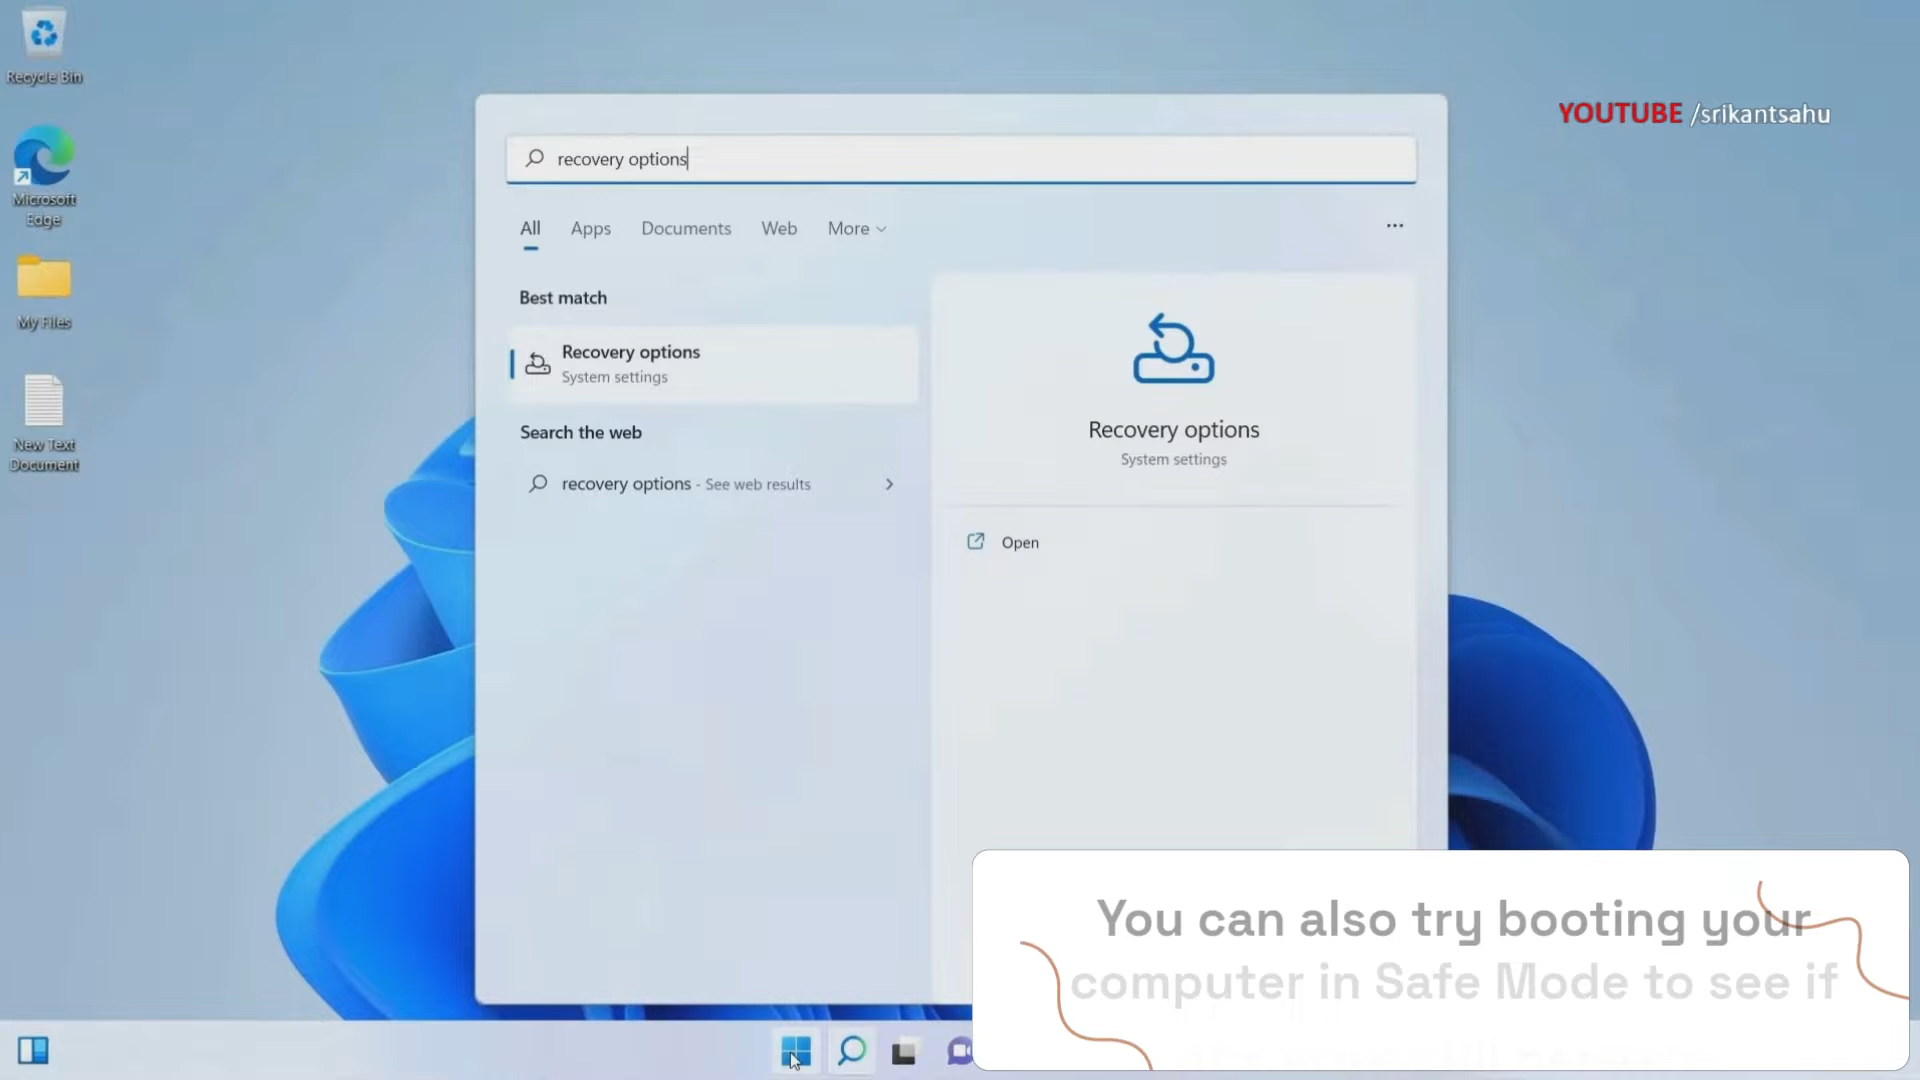 Recycle Bin
Microsoft
Edge
My Files
New Text
Document
YOUTUBE /srikantsahu
recovery options
All Apps Documents Web More
Best match
Recovery options
System settings
Search the web
recovery options - See web results
Recovery options
System settings
Open
You can also try booting your
computer in Safe Mode to see if